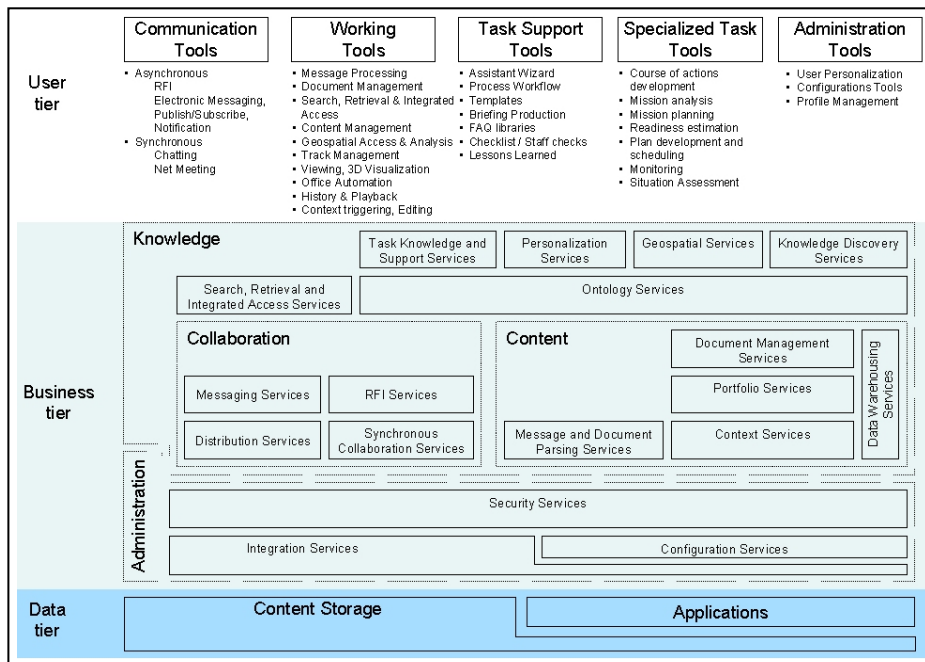 Communication
Tools
Working
Tools
Task Support
Tools
Specialized Task
Tools
Administration
Tools
User
tier
▪ Asynchronous
RFI
Electronic Messaging,
Publish/Subscribe,
Notification
▪ Synchronous
Chatting
Net Meeting
▪ Message Processing
▪ Document Management
▪ Search, Retrieval & Integrated
Access
▪ Content Management
▪ Geospatial Access & Analysis
▪ Track Management
▪ Viewing, 3D Visualization
▪ Office Automation
▪ History & Playback
▪ Context triggering, Editing
▪ Assistant Wizard
▪ Process Workflow
▪ Templates
▪ Briefing Production
▪ FAQ libraries
▪ Checklist / Staff checks
▪ Lessons Learned
▪ Course of actions
development
▪ Mission analysis
▪ Mission planning
▪ Readiness estimation
▪ Plan development and
scheduling
▪ Monitoring
▪ Situation Assessment
▪ User Personalization
▪ Configurations Tools
▪ Profile Management
Business
tier
Knowledge
Task Knowledge and
Support Services
Personalization
Services
Geospatial Services
Knowledge Discovery
Services
Search, Retrieval and
Integrated Access Services
Ontology Services
Collaboration
Messaging Services
RFI Services
Distribution Services
Synchronous
Collaboration Services
Content
Document Management
Services
Portfolio Services
Message and Document
Parsing Services
Context Services
Data Warehousing
Services
Administration
Security Services
Integration Services
Configuration Services
Data
tier
Content Storage
Applications